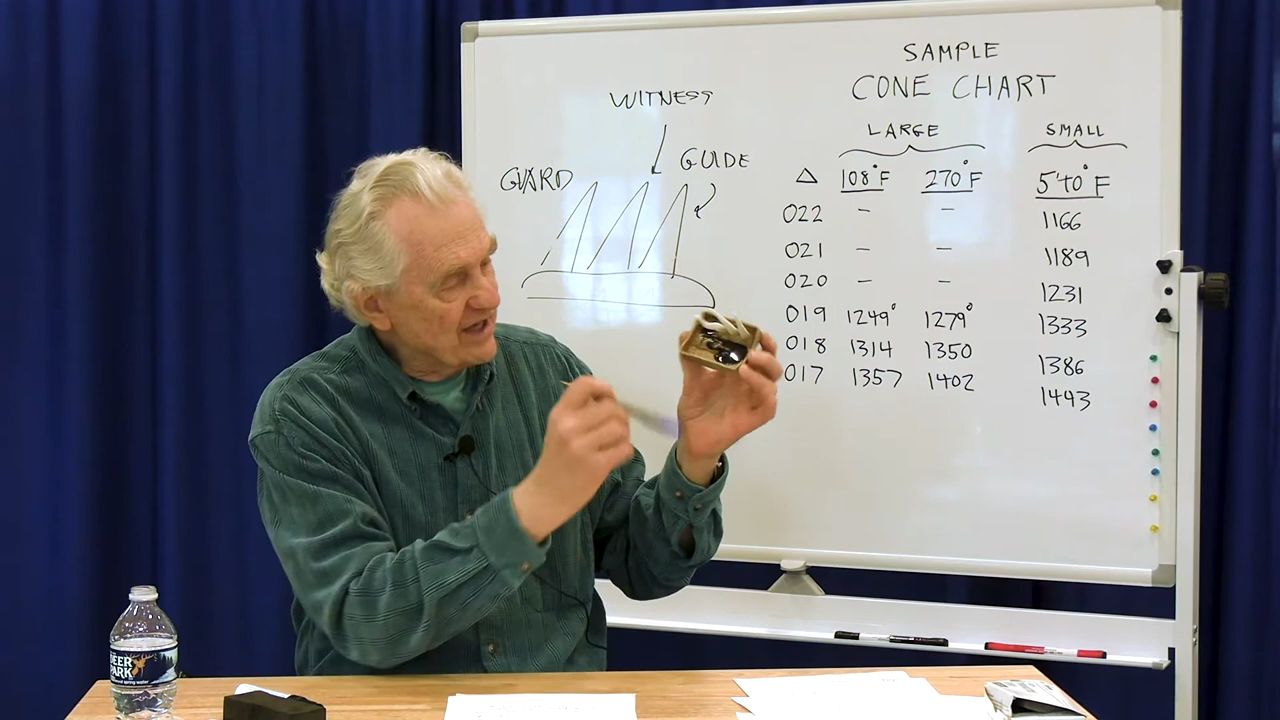 WITNESS
GUARD
GUIDE
SAMPLE
CONE CHART
LARGE SMALL
△ 108°F 270°F 540°F
022 – – 1166
021 – – 1189
020 – – 1231
019 1249° 1279° 1333
018 1314 1350 1386
017 1357 1402 1443
DEER
PARK